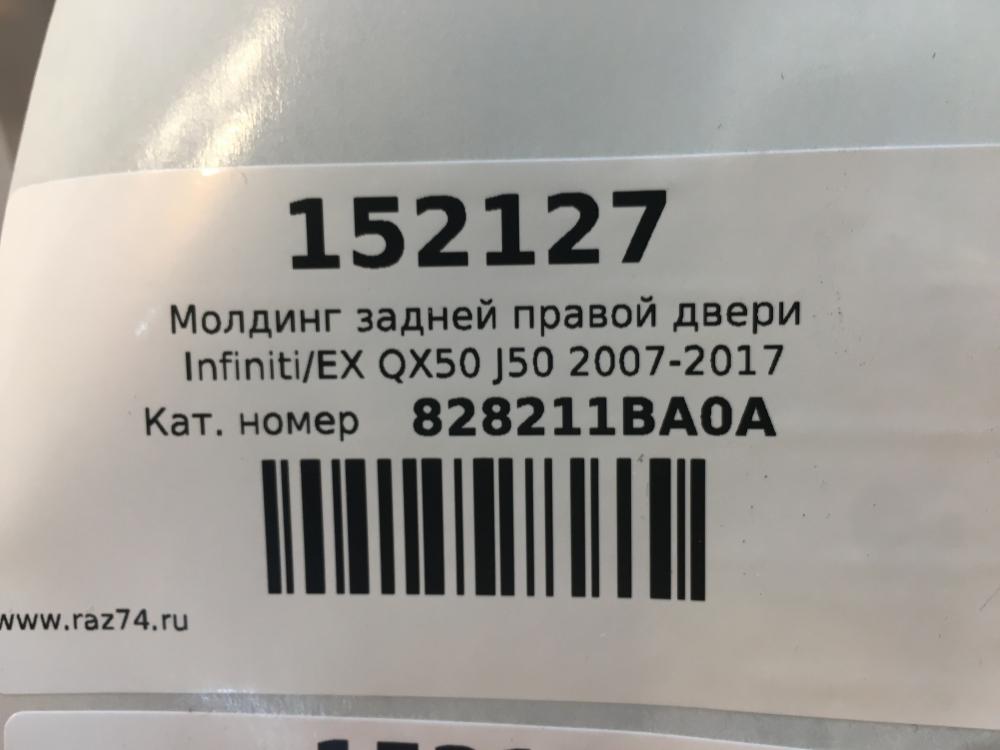 152127
Молдинг задней правой двери
Infiniti/EX QX50 J50 2007-2017
Кат. номер 828211BA0A
www.raz74.ru